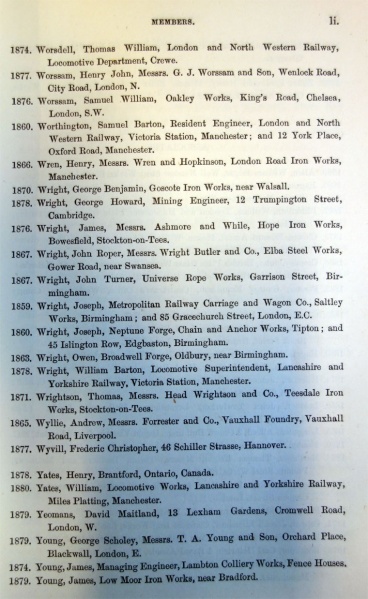 MEMBERS. li.
1874. Worsdell, Thomas William, London and North Western Railway,
Locomotive Department, Crewe.
1877. Worssam, Henry John, Messrs. G. J. Worssam and Son, Wenlock Road,
City Road, London, N.
1876. Worssam, Samuel William, Oakley Works, King's Road, Chelsea,
London, S.W.
1860. Worthington, Samuel Barton, Resident Engineer, London and North
Western Railway, Victoria Station, Manchester; and 12 York Place,
Oxford Road, Manchester.
1866. Wren, Henry, Messrs. Wren and Hopkinson, London Road Iron Works,
Manchester.
1870. Wright, George Benjamin, Goscote Iron Works, near Walsall.
1878. Wright, George Howard, Mining Engineer, 12 Trumpington Street,
Cambridge.
1876. Wright, James, Messrs. Ashmore and While, Hope Iron Works,
Bowesfield, Stockton-on-Tees.
1867. Wright, John Roper, Messrs. Wright Butler and Co., Elba Steel Works,
Gower Road, near Swansea.
1867. Wright, John Turner, Universe Rope Works, Garrison Street, Bir-
mingham.
1859. Wright, Joseph, Metropolitan Railway Carriage and Wagon Co., Saltley
Works, Birmingham; and 85 Gracechurch Street, London, E.C.
1860. Wright, Joseph, Neptune Forge, Chain and Anchor Works, Tipton; and
45 Islington Row, Edgbaston, Birmingham.
1863. Wright, Owen, Broadwell Forge, Oldbury, near Birmingham.
1878. Wright, William Barton, Locomotive Superintendent, Lancashire and
Yorkshire Railway, Victoria Station, Manchester.
1871. Wrightson, Thomas, Messrs. Head Wrightson and Co., Teesdale Iron
Works, Stockton-on-Tees.
1865. Wyllie, Andrew, Messrs. Forrester and Co., Vauxhall Foundry, Vauxhall
Road, Liverpool.
1877. Wyvill, Frederic Christopher, 46 Schiller Strasse, Hannover.
1878. Yates, Henry, Brantford, Ontario, Canada.
1880. Yates, William, Locomotive Works, Lancashire and Yorkshire Railway,
Miles Platting, Manchester.
1879. Yeomans, David Maitland, 13 Lexham Gardens, Cromwell Road,
London, W.
1879. Young, George Scholey, Messrs. T. A. Young and Son, Orchard Place,
Blackwall, London, E.
1874. Young, James, Managing Engineer, Lambton Colliery Works, Fence Houses.
1879. Young, James, Low Moor Iron Works, near Bradford.